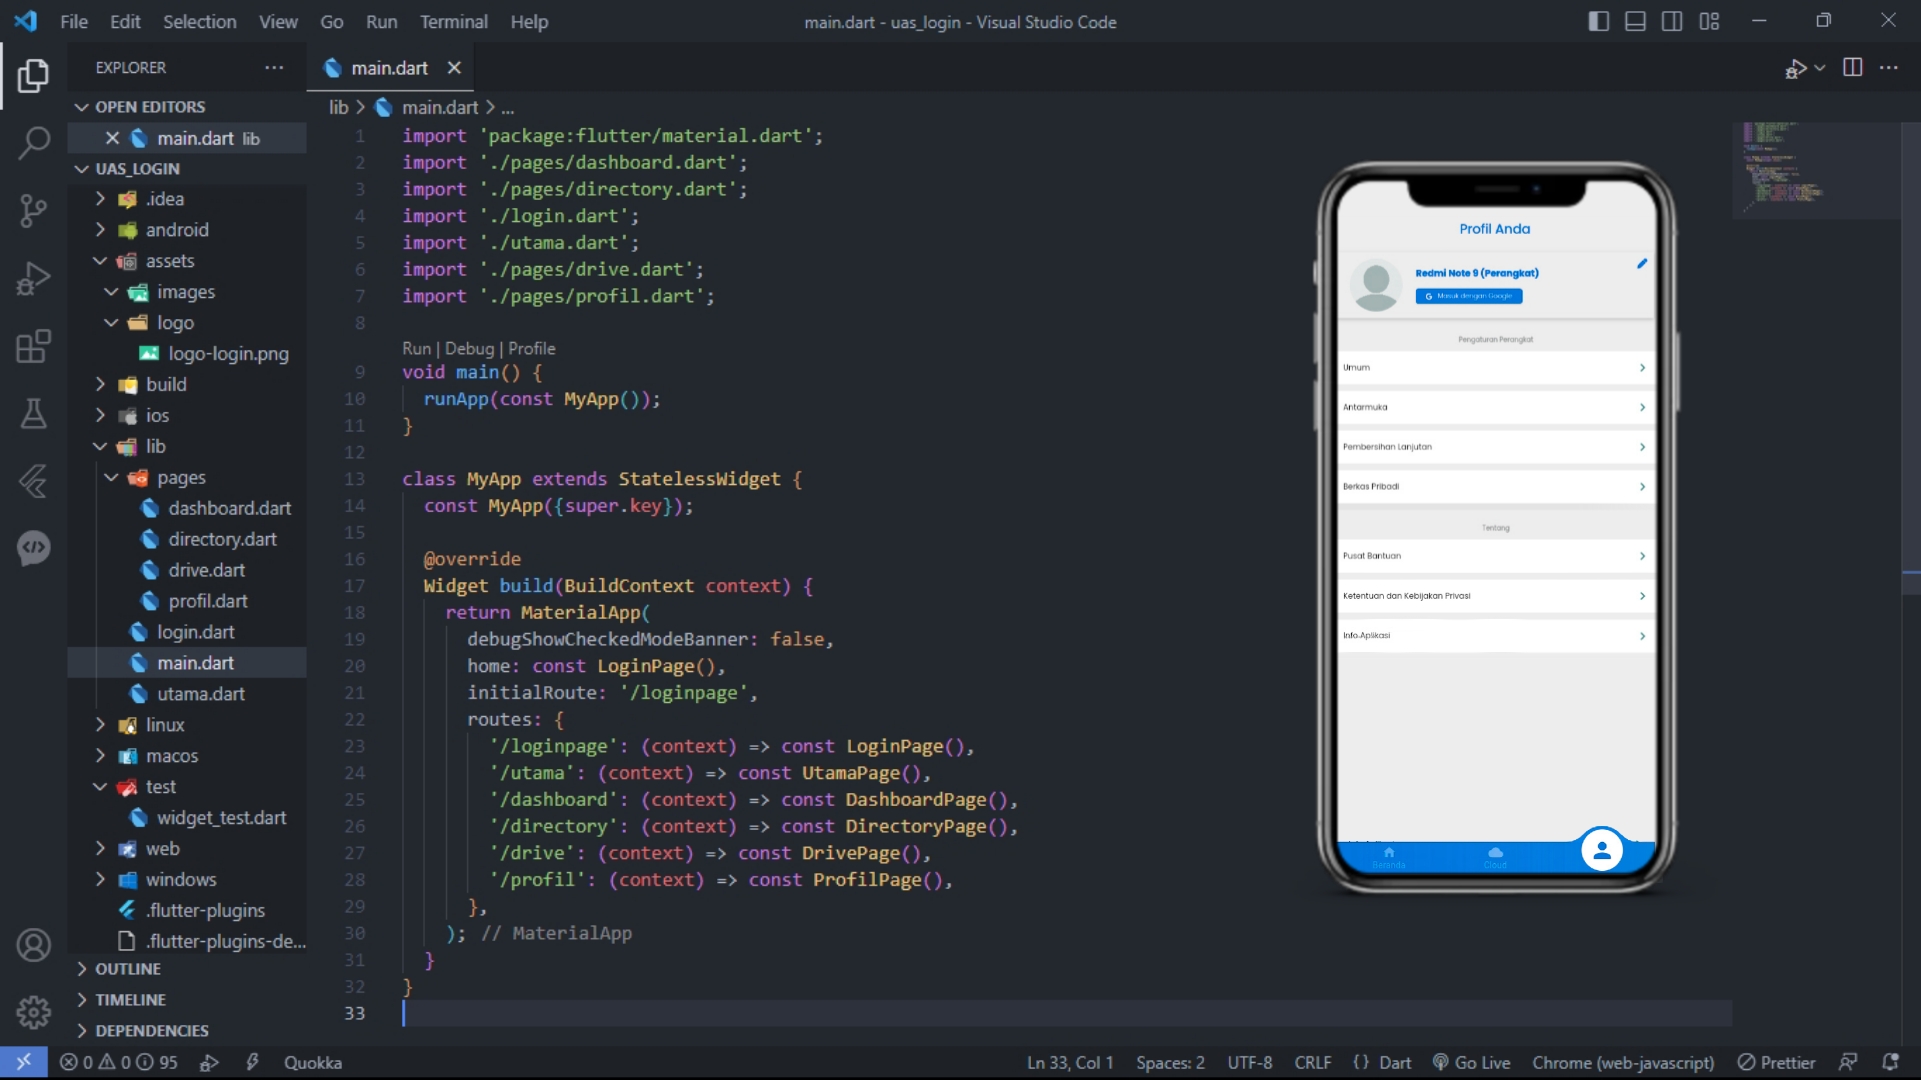 File Edit Selection View Go Run Terminal Help
main.dart - uas_login - Visual Studio Code
EXPLORER
main.dart
OPEN EDITORS
main.dart lib
UAS_LOGIN
.idea
android
assets
images
logo
logo-login.png
build
ios
lib
pages
dashboard.dart
directory.dart
drive.dart
profil.dart
login.dart
main.dart
utama.dart
linux
macos
test
widget_test.dart
web
windows
.flutter-plugins
.flutter-plugins-de...
OUTLINE
TIMELINE
DEPENDENCIES
lib > main.dart > ...
1 import 'package:flutter/material.dart';
2 import './pages/dashboard.dart';
3 import './pages/directory.dart';
4 import './login.dart';
5 import './utama.dart';
6 import './pages/drive.dart';
7 import './pages/profil.dart';
8
Run | Debug | Profile
9 void main() {
10 runApp(const MyApp());
11 }
12
13 class MyApp extends StatelessWidget {
14 const MyApp({super.key});
15
16 @override
17 Widget build(BuildContext context) {
18 return MaterialApp(
19 debugShowCheckedModeBanner: false,
20 home: const LoginPage(),
21 initialRoute: '/loginpage',
22 routes: {
23 '/loginpage': (context) => const LoginPage(),
24 '/utama': (context) => const UtamaPage(),
25 '/dashboard': (context) => const DashboardPage(),
26 '/directory': (context) => const DirectoryPage(),
27 '/drive': (context) => const DrivePage(),
28 '/profil': (context) => const ProfilPage(),
29 },
30 ); // MaterialApp
31 }
32 }
33
Profil Anda
Redmi Note 9 (Perangkat)
G Masuk dengan Google
Pengaturan Perangkat
Umum
Antarmuka
Pembersihan Lanjutan
Berkas Pribadi
Tentang
Pusat Bantuan
Ketentuan dan Kebijakan Privasi
Info.Aplikasi
Beranda
Cloud
0 0 95 Quokka
Ln 33, Col 1 Spaces: 2 UTF-8 CRLF {} Dart Go Live Chrome (web-javascript) Prettier